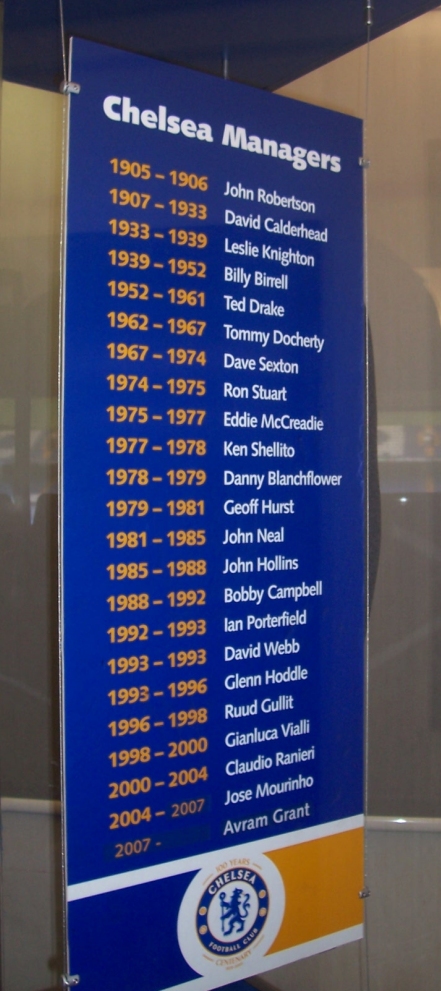 Chelsea Managers
1905 – 1906 John Robertson
1907 – 1933 David Calderhead
1933 – 1939 Leslie Knighton
1939 – 1952 Billy Birrell
1952 – 1961 Ted Drake
1962 – 1967 Tommy Docherty
1967 – 1974 Dave Sexton
1974 – 1975 Ron Stuart
1975 – 1977 Eddie McCreadie
1977 – 1978 Ken Shellito
1978 – 1979 Danny Blanchflower
1979 – 1981 Geoff Hurst
1981 – 1985 John Neal
1985 – 1988 John Hollins
1988 – 1992 Bobby Campbell
1992 – 1993 Ian Porterfield
1993 – 1993 David Webb
1993 – 1996 Glenn Hoddle
1996 – 1998 Ruud Gullit
1998 – 2000 Gianluca Vialli
2000 – 2004 Claudio Ranieri
2004 – 2007 Jose Mourinho
2007 - Avram Grant
100 YEARS
CHELSEA
FOOTBALL CLUB
CENTENARY